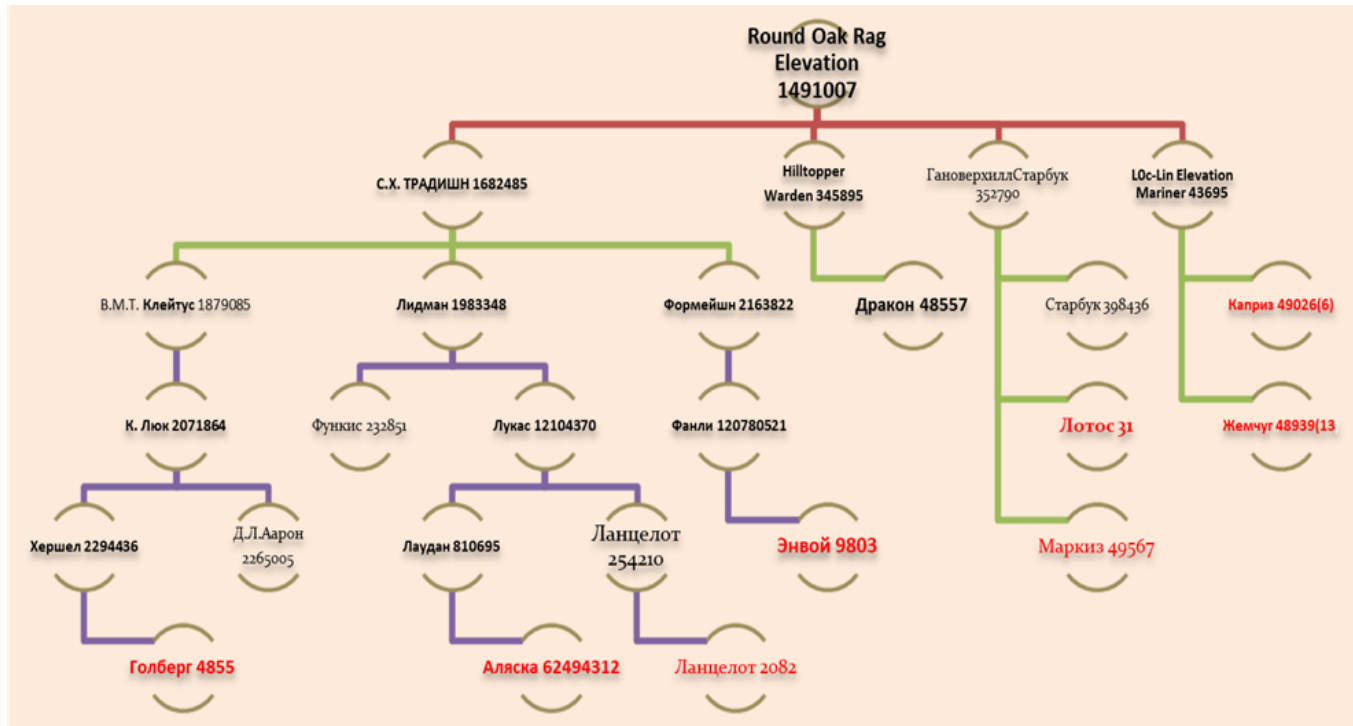 Round Oak Rag
Elevation
1491007
С.Х. ТРАДИШН 1682485
Hilltopper
Warden 345895
ГановерхиллСтарбук
352790
L0c-Lin Elevation
Mariner 43695
В.М.Т. Клейтус 1879085
Лидман 1983348
Формейшн 2163822
Дракон 48557
Старбук 398436
Каприз 49026(6)
К. Люк 2071864
Функис 232851
Лукас 12104370
Фанли 120780521
Лотос 31
Жемчуг 48939(13
Хершел 2294436
Д.Л.Аарон
2265005
Лаудан 810695
Ланцелот
254210
Энвой 9803
Маркиз 49567
Голберг 4855
Аляска 62494312
Ланцелот 2082